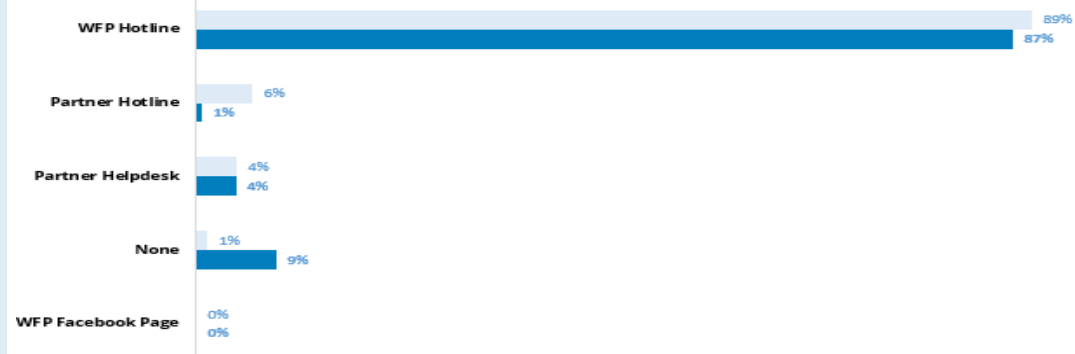 WFP Hotline
89%
87%
Partner Hotline
6%
1%
Partner Helpdesk
4%
4%
None
1%
9%
WFP Facebook Page
0%
0%